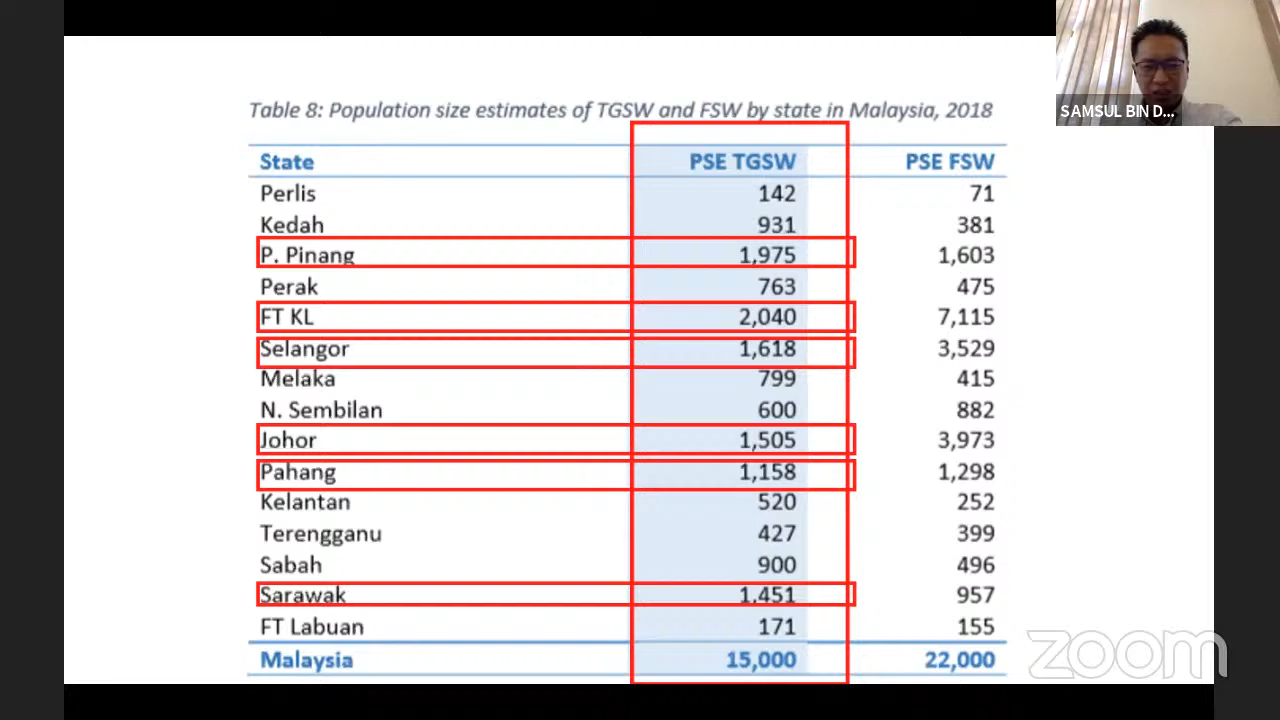 SAMSUL BIN D...
Table 8: Population size estimates of TGSW and FSW by state in Malaysia, 2018
State PSE TGSW PSE FSW
Perlis 142 71
Kedah 931 381
P. Pinang 1,975 1,603
Perak 763 475
FT KL 2,040 7,115
Selangor 1,618 3,529
Melaka 799 415
N. Sembilan 600 882
Johor 1,505 3,973
Pahang 1,158 1,298
Kelantan 520 252
Terengganu 427 399
Sabah 900 496
Sarawak 1,451 957
FT Labuan 171 155
Malaysia 15,000 22,000
zoom